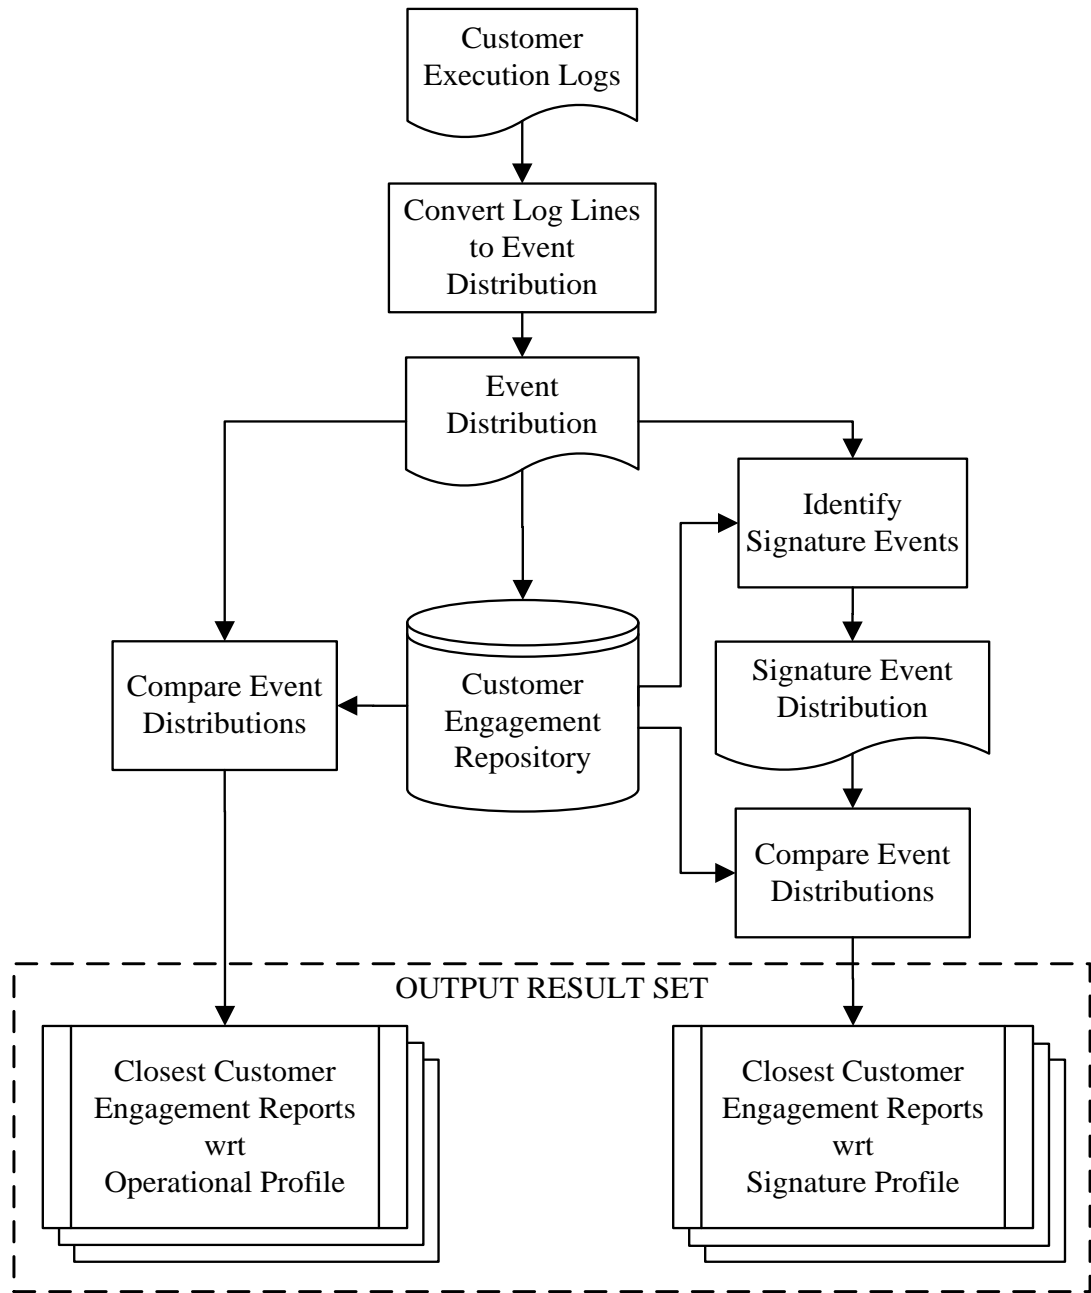 Customer
Execution Logs
Convert Log Lines
to Event
Distribution
Event
Distribution
Identify
Signature Events
Compare Event
Distributions
Customer
Engagement
Repository
Signature Event
Distribution
Compare Event
Distributions
OUTPUT RESULT SET
Closest Customer
Engagement Reports
wrt
Operational Profile
Closest Customer
Engagement Reports
wrt
Signature Profile